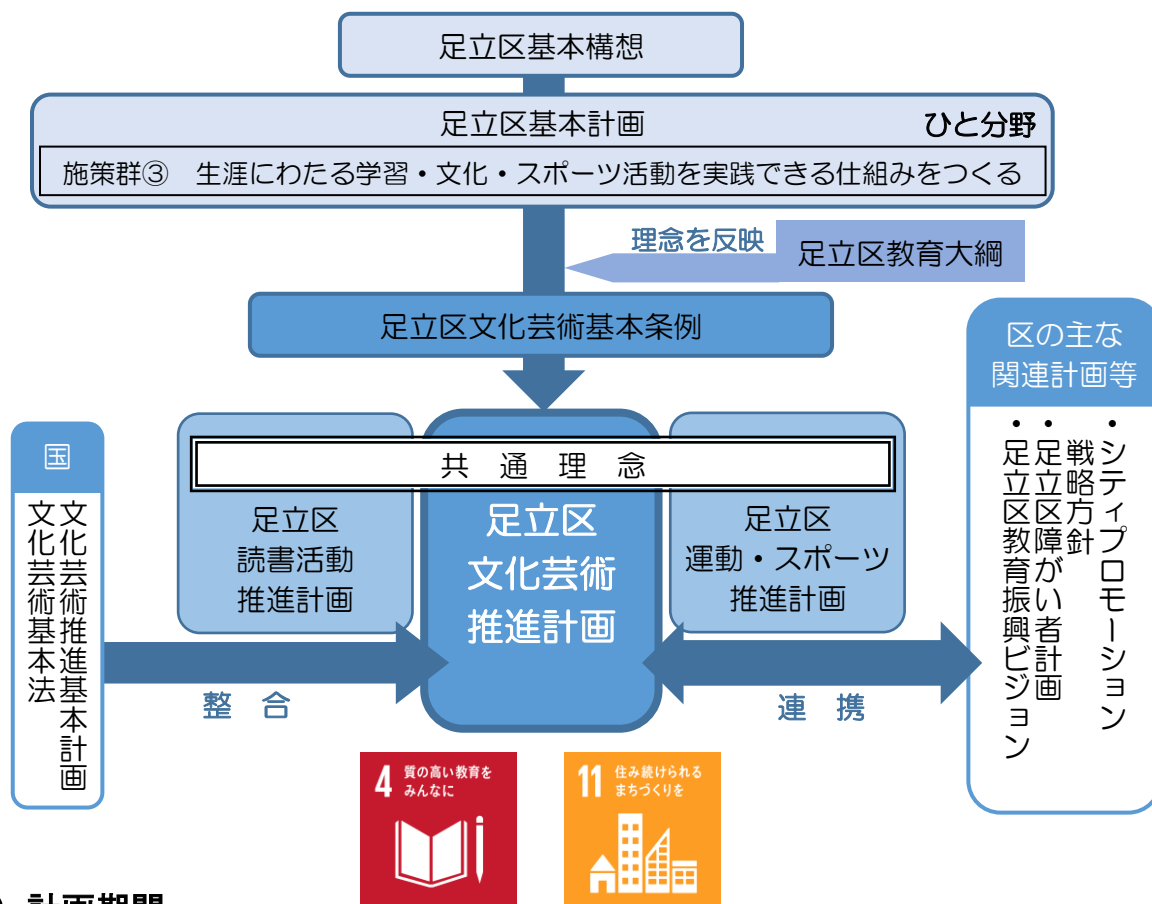 足立区基本構想
足立区基本計画 ひと分野
施策群③ 生涯にわたる学習・文化・スポーツ活動を実践できる仕組みをつくる
理念を反映
足立区教育大綱
足立区文化芸術基本条例
区の主な
関連計画等
・シティプロモーション
戦略方針
・足立区障がい者計画
・足立区教育振興ビジョン
国
文化芸術推進基本計画
文化芸術基本法
共通理念
足立区
読書活動
推進計画
足立区
文化芸術
推進計画
足立区
運動・スポーツ
推進計画
整合
連携
4 質の高い教育を
みんなに
11 住み続けられる
まちづくりを
計画期間